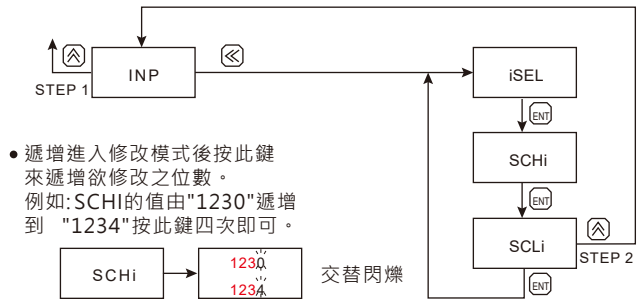 INP
iSEL
STEP 1
ENT
SCHi
ENT
SCLi
STEP 2
ENT
• 遞增進入修改模式後按此鍵
來遞增欲修改之位數。
例如:SCHI的值由"1230"遞增
到 "1234"按此鍵四次即可。
SCHi
1230
1234
交替閃爍